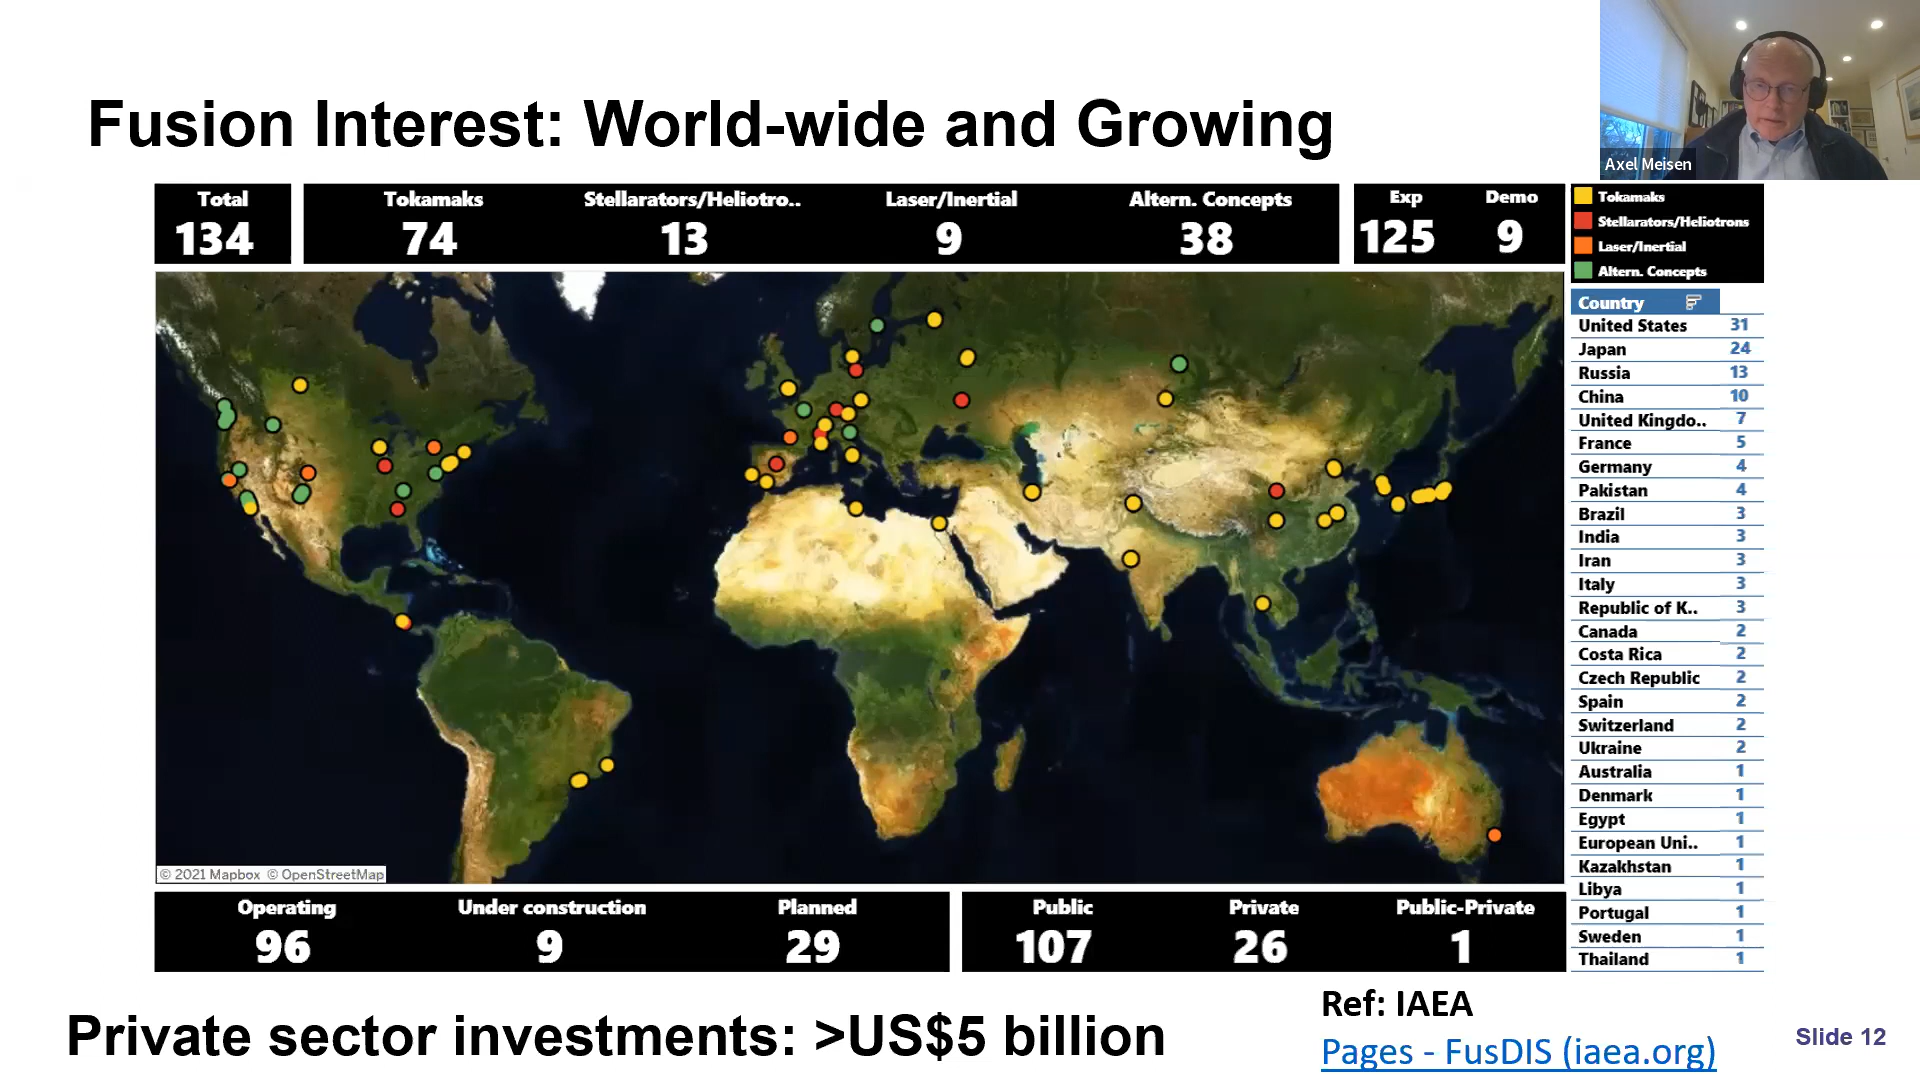 Fusion Interest: World-wide and Growing
Axel Meisen
Total
134
Tokamaks
74
Stellarators/Heliotro..
13
Laser/Inertial
9
Altern. Concepts
38
Exp
125
Demo
9
Tokamaks
Stellarators/Heliotrons
Laser/Inertial
Altern. Concepts
Country
United States 31
Japan 24
Russia 13
China 10
United Kingdo.. 7
France 5
Germany 4
Pakistan 4
Brazil 3
India 3
Iran 3
Italy 3
Republic of K.. 3
Canada 2
Costa Rica 2
Czech Republic 2
Spain 2
Switzerland 2
Ukraine 2
Australia 1
Denmark 1
Egypt 1
European Uni.. 1
Kazakhstan 1
Libya 1
Portugal 1
Sweden 1
Thailand 1
© 2021 Mapbox © OpenStreetMap
Operating
96
Under construction
9
Planned
29
Public
107
Private
26
Public-Private
1
Private sector investments: >US$5 billion
Ref: IAEA
Pages - FusDIS (iaea.org)
Slide 12